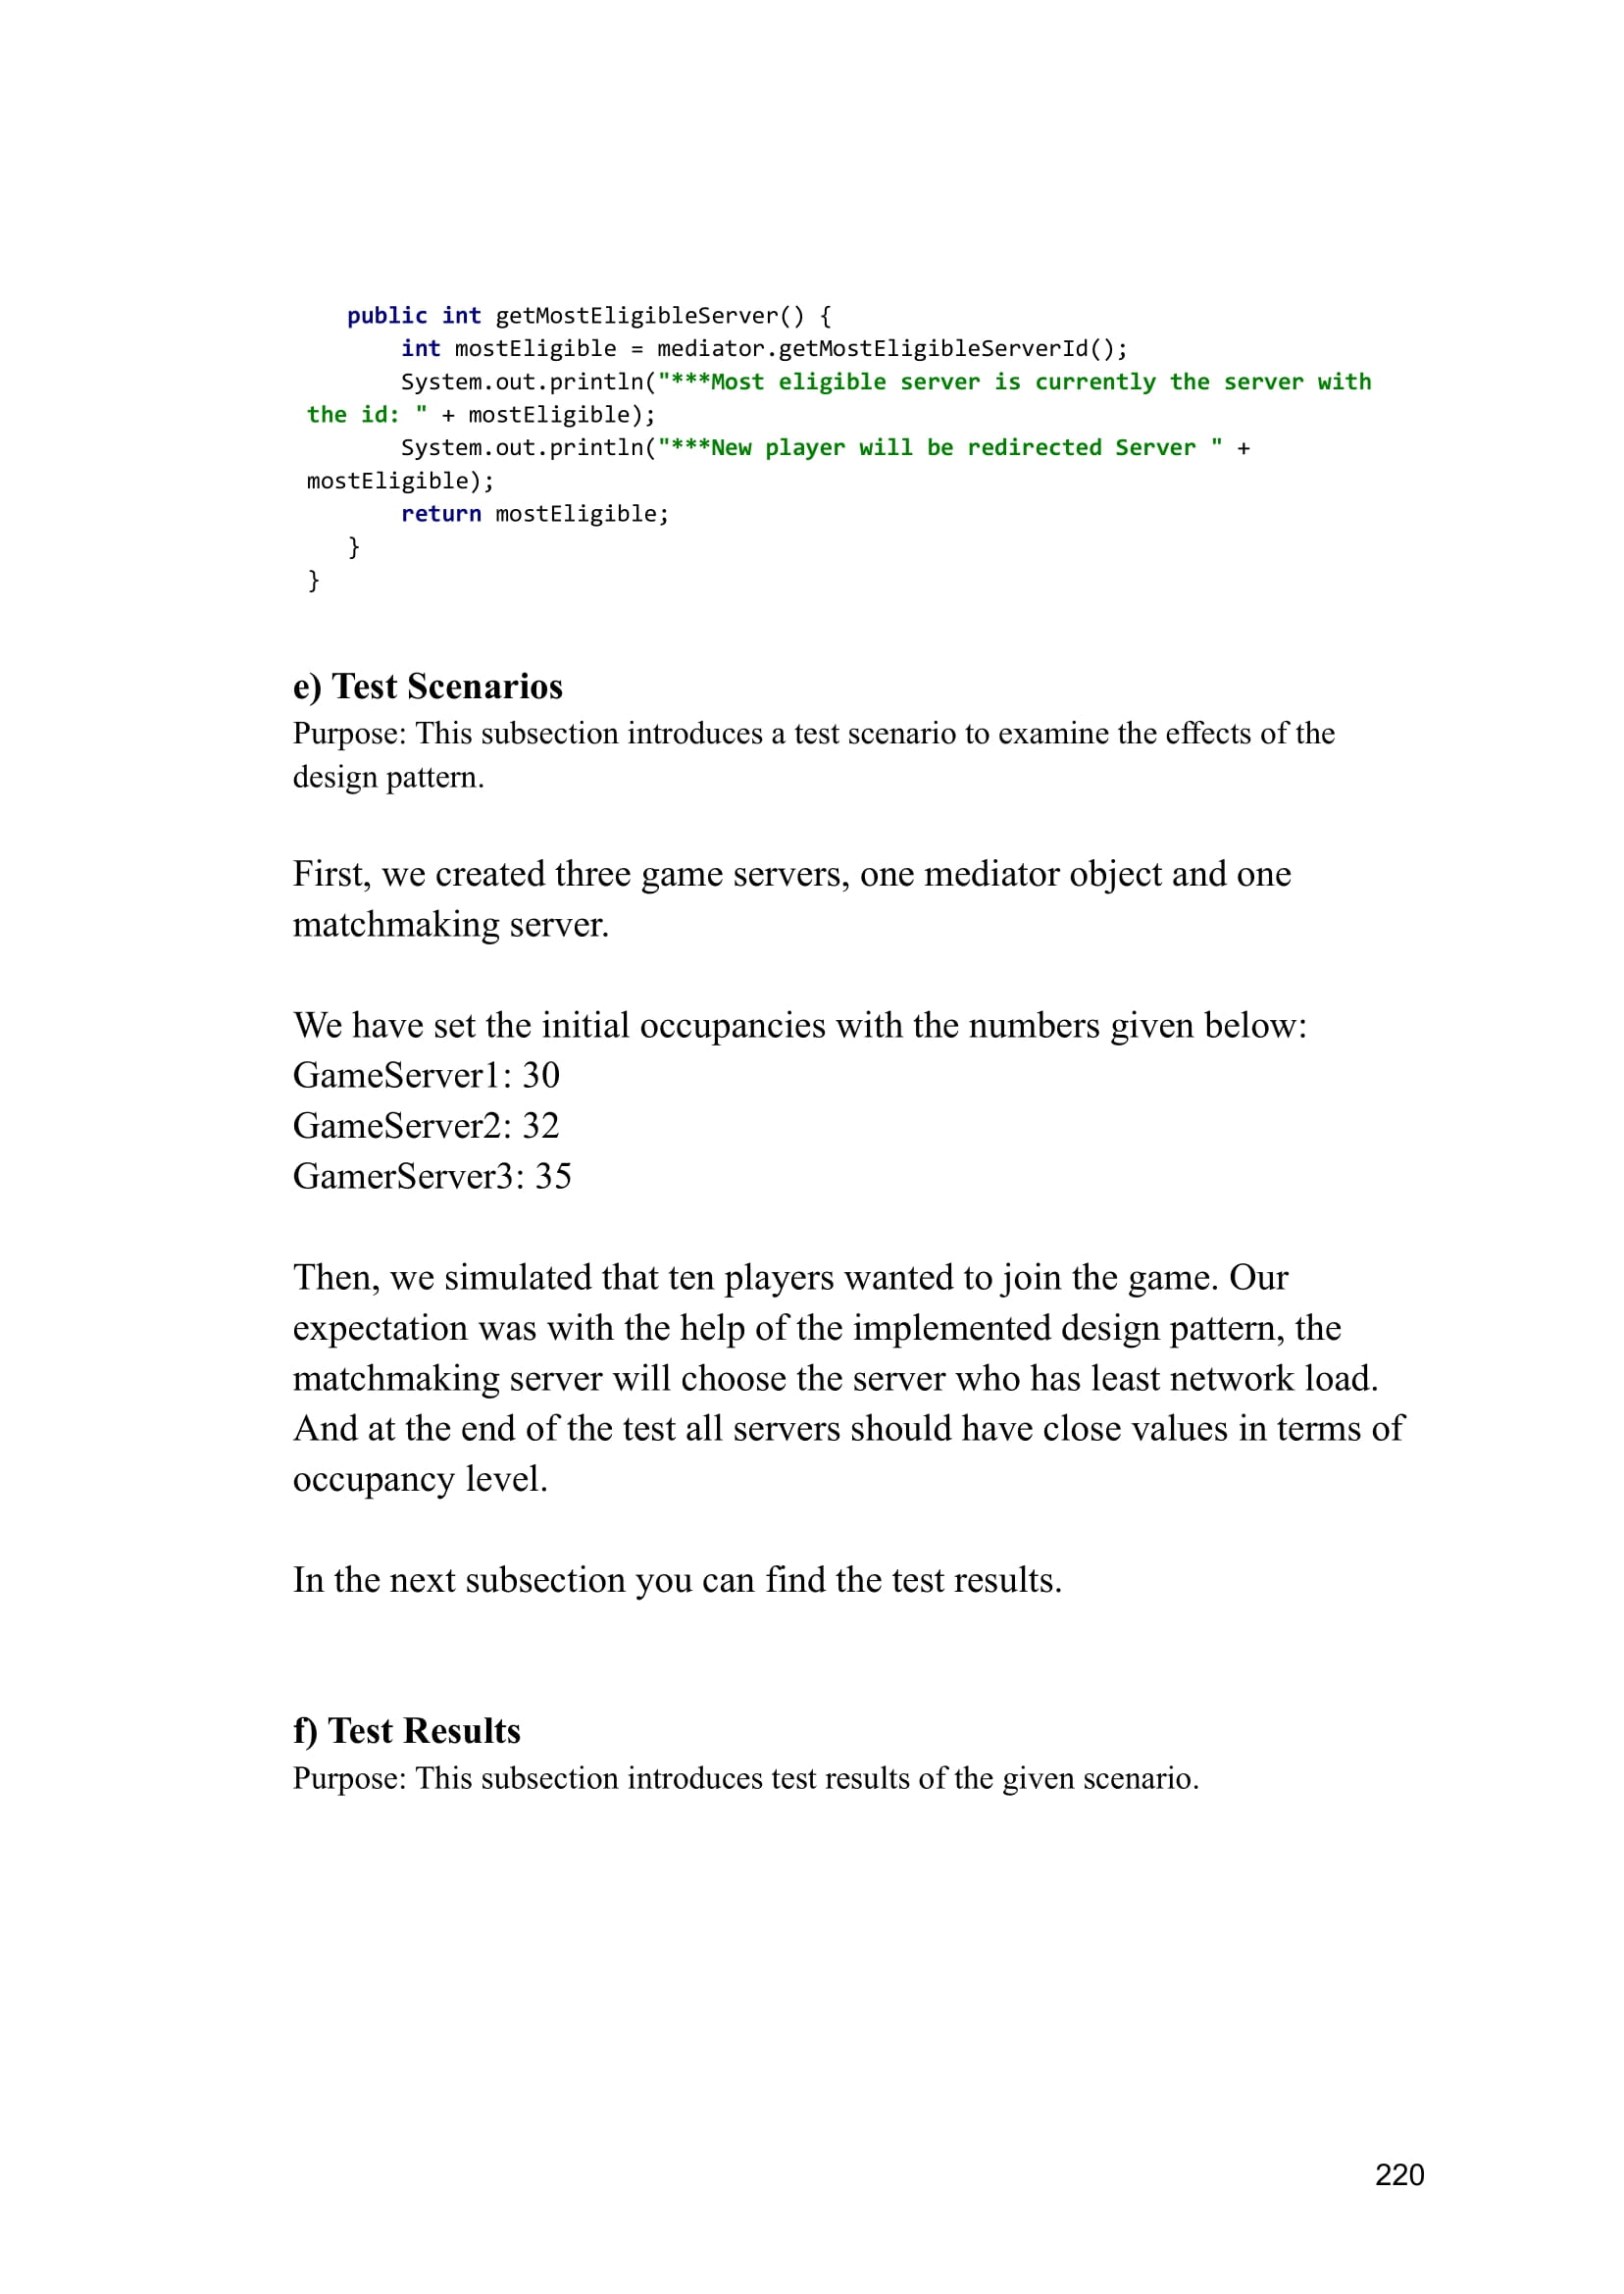 public int getMostEligibleServer() {
int mostEligible = mediator.getMostEligibleServerId();
System.out.println("***Most eligible server is currently the server with
the id: " + mostEligible);
System.out.println("***New player will be redirected Server " +
mostEligible);
return mostEligible;
}
}
e) Test Scenarios
Purpose: This subsection introduces a test scenario to examine the effects of the
design pattern.
First, we created three game servers, one mediator object and one
matchmaking server.
We have set the initial occupancies with the numbers given below:
GameServer1: 30
GameServer2: 32
GamerServer3: 35
Then, we simulated that ten players wanted to join the game. Our
expectation was with the help of the implemented design pattern, the
matchmaking server will choose the server who has least network load.
And at the end of the test all servers should have close values in terms of
occupancy level.
In the next subsection you can find the test results.
f) Test Results
Purpose: This subsection introduces test results of the given scenario.
220